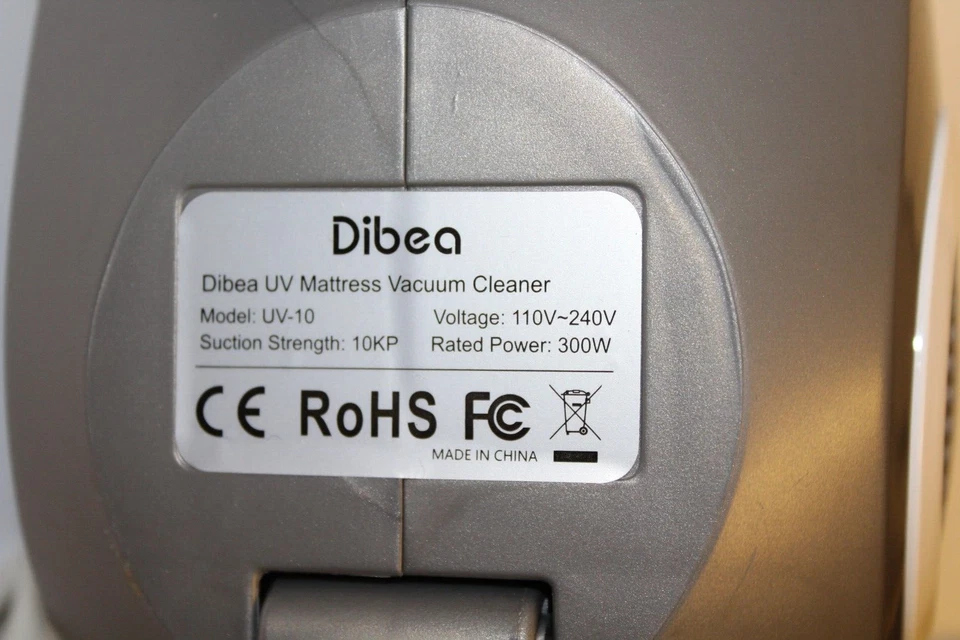 Dibea
Dibea UV Mattress Vacuum Cleaner
Model: UV-10 Voltage: 110V~240V
Suction Strength: 10KP Rated Power: 300W
CE RoHS FC
MADE IN CHINA